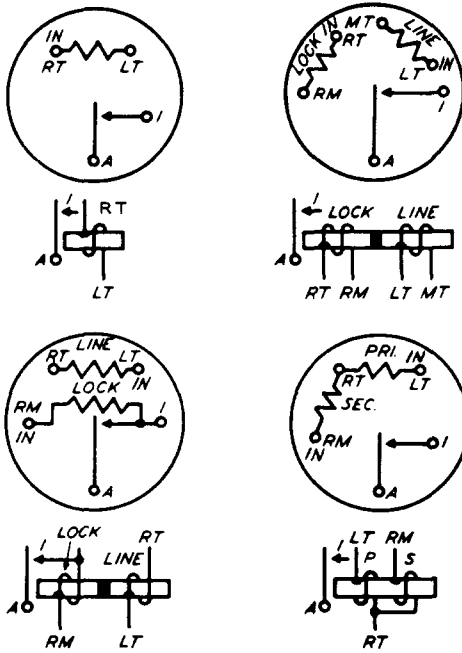 IN
RT LT
I
A
I RT
A
LT
LOCK IN RT MT LINE
LT IN
RM I
A
I LOCK LINE
A
RT RM LT MT
LINE
RT LT
LOCK IN
RM
IN I
A
LOCK RT
I LINE
A
RM LT
PRI. IN
RT LT
SEC.
IN RM I
A
LT RM
I P S
A
RT